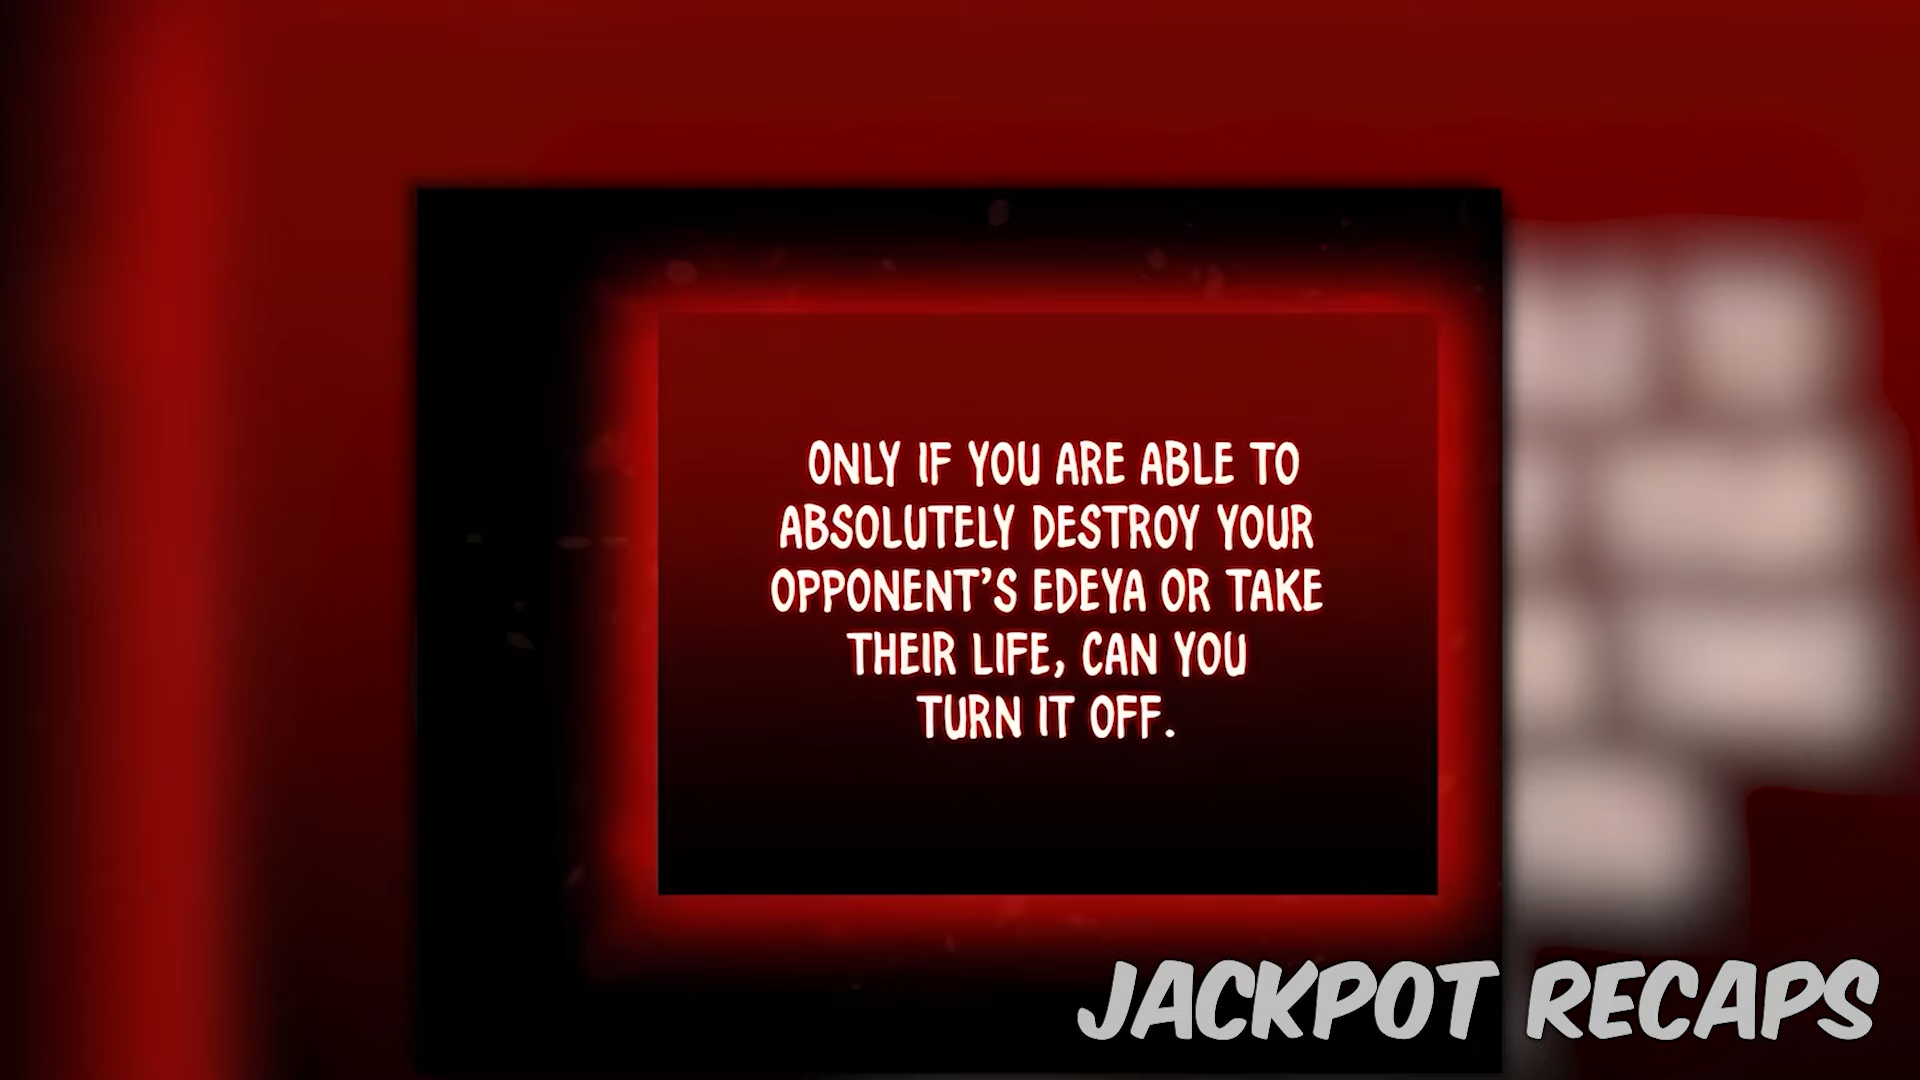 ONLY IF YOU ARE ABLE TO
ABSOLUTELY DESTROY YOUR
OPPONENT'S EDEYA OR TAKE
THEIR LIFE, CAN YOU
TURN IT OFF.
JACKPOT RECAPS